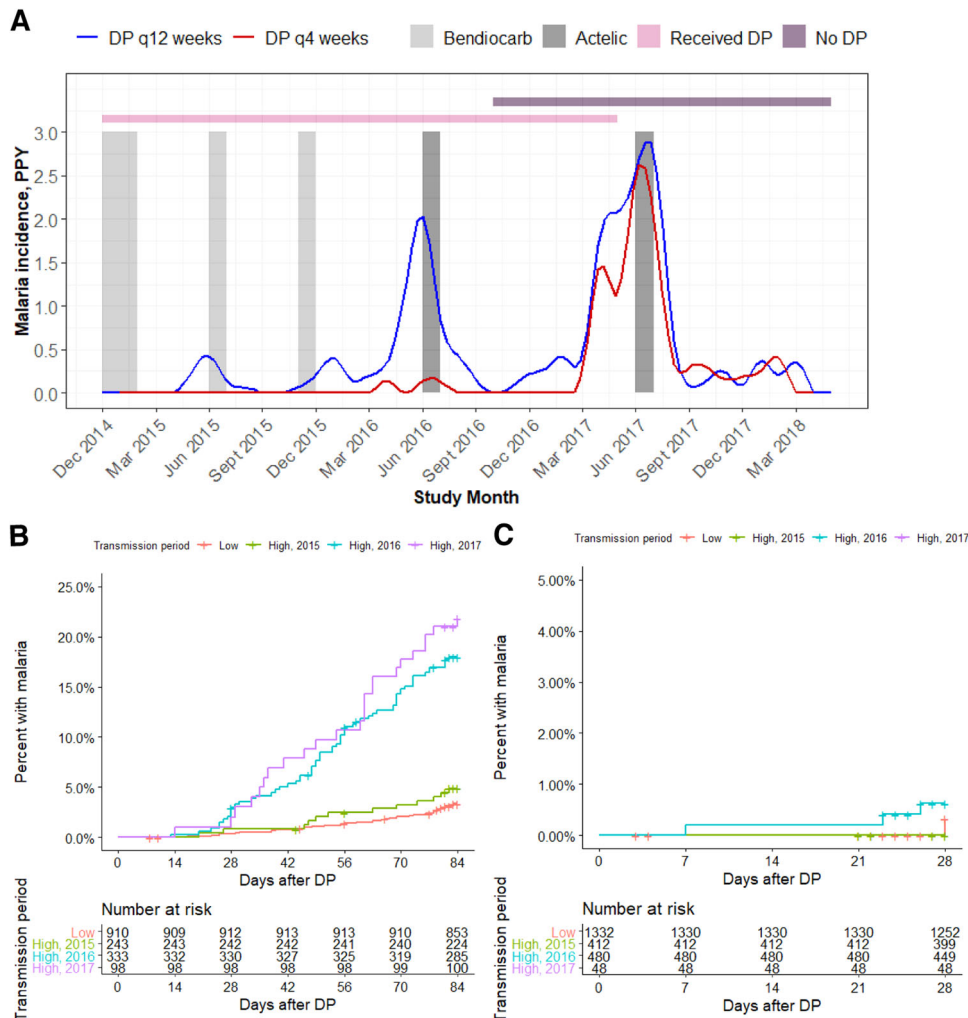 A
DP q12 weeks DP q4 weeks Bendiocarb Actelic Received DP No DP
Malaria incidence, PPY
3.0
2.5
2.0
1.5
1.0
0.5
0.0
Dec 2014 Mar 2015 Jun 2015 Sept 2015 Dec 2015 Mar 2016 Jun 2016 Sept 2016 Dec 2016 Mar 2017 Jun 2017 Sept 2017 Dec 2017 Mar 2018
Study Month
B
Transmission period Low High, 2015 High, 2016 High, 2017
Percent with malaria
25.0%
20.0%
15.0%
10.0%
5.0%
0.0%
0 14 28 42 56 70 84
Days after DP
Number at risk
Transmission period
Low 910 909 912 913 913 910 853
High, 2015 243 243 242 242 241 240 224
High, 2016 333 332 330 327 325 319 285
High, 2017 98 98 98 98 98 99 100
0 14 28 42 56 70 84
Days after DP
C
Transmission period Low High, 2015 High, 2016 High, 2017
Percent with malaria
5.00%
4.00%
3.00%
2.00%
1.00%
0.00%
0 7 14 21 28
Days after DP
Number at risk
Transmission period
Low 1332 1330 1330 1330 1252
High, 2015 412 412 412 412 399
High, 2016 480 480 480 480 449
High, 2017 48 48 48 48 48
0 7 14 21 28
Days after DP